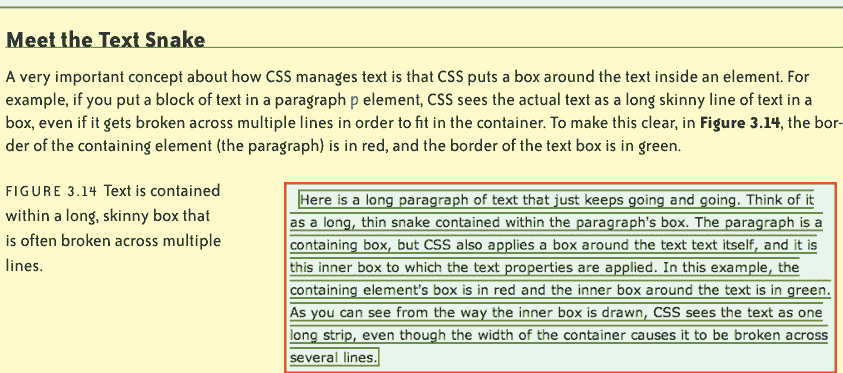 Meet the Text Snake
A very important concept about how CSS manages text is that CSS puts a box around the text inside an element. For
example, if you put a block of text in a paragraph p element, CSS sees the actual text as a long skinny line of text in a
box, even if it gets broken across multiple lines in order to fit in the container. To make this clear, in Figure 3.14, the bor-
der of the containing element (the paragraph) is in red, and the border of the text box is in green.
FIGURE 3.14 Text is contained
within a long, skinny box that
is often broken across multiple
lines.
Here is a long paragraph of text that just keeps going and going. Think of it
as a long, thin snake contained within the paragraph's box. The paragraph is a
containing box, but CSS also applies a box around the text text itself, and it is
this inner box to which the text properties are applied. In this example, the
containing element's box is in red and the inner box around the text is in green.
As you can see from the way the inner box is drawn, CSS sees the text as one
long strip, even though the width of the container causes it to be broken across
several lines.